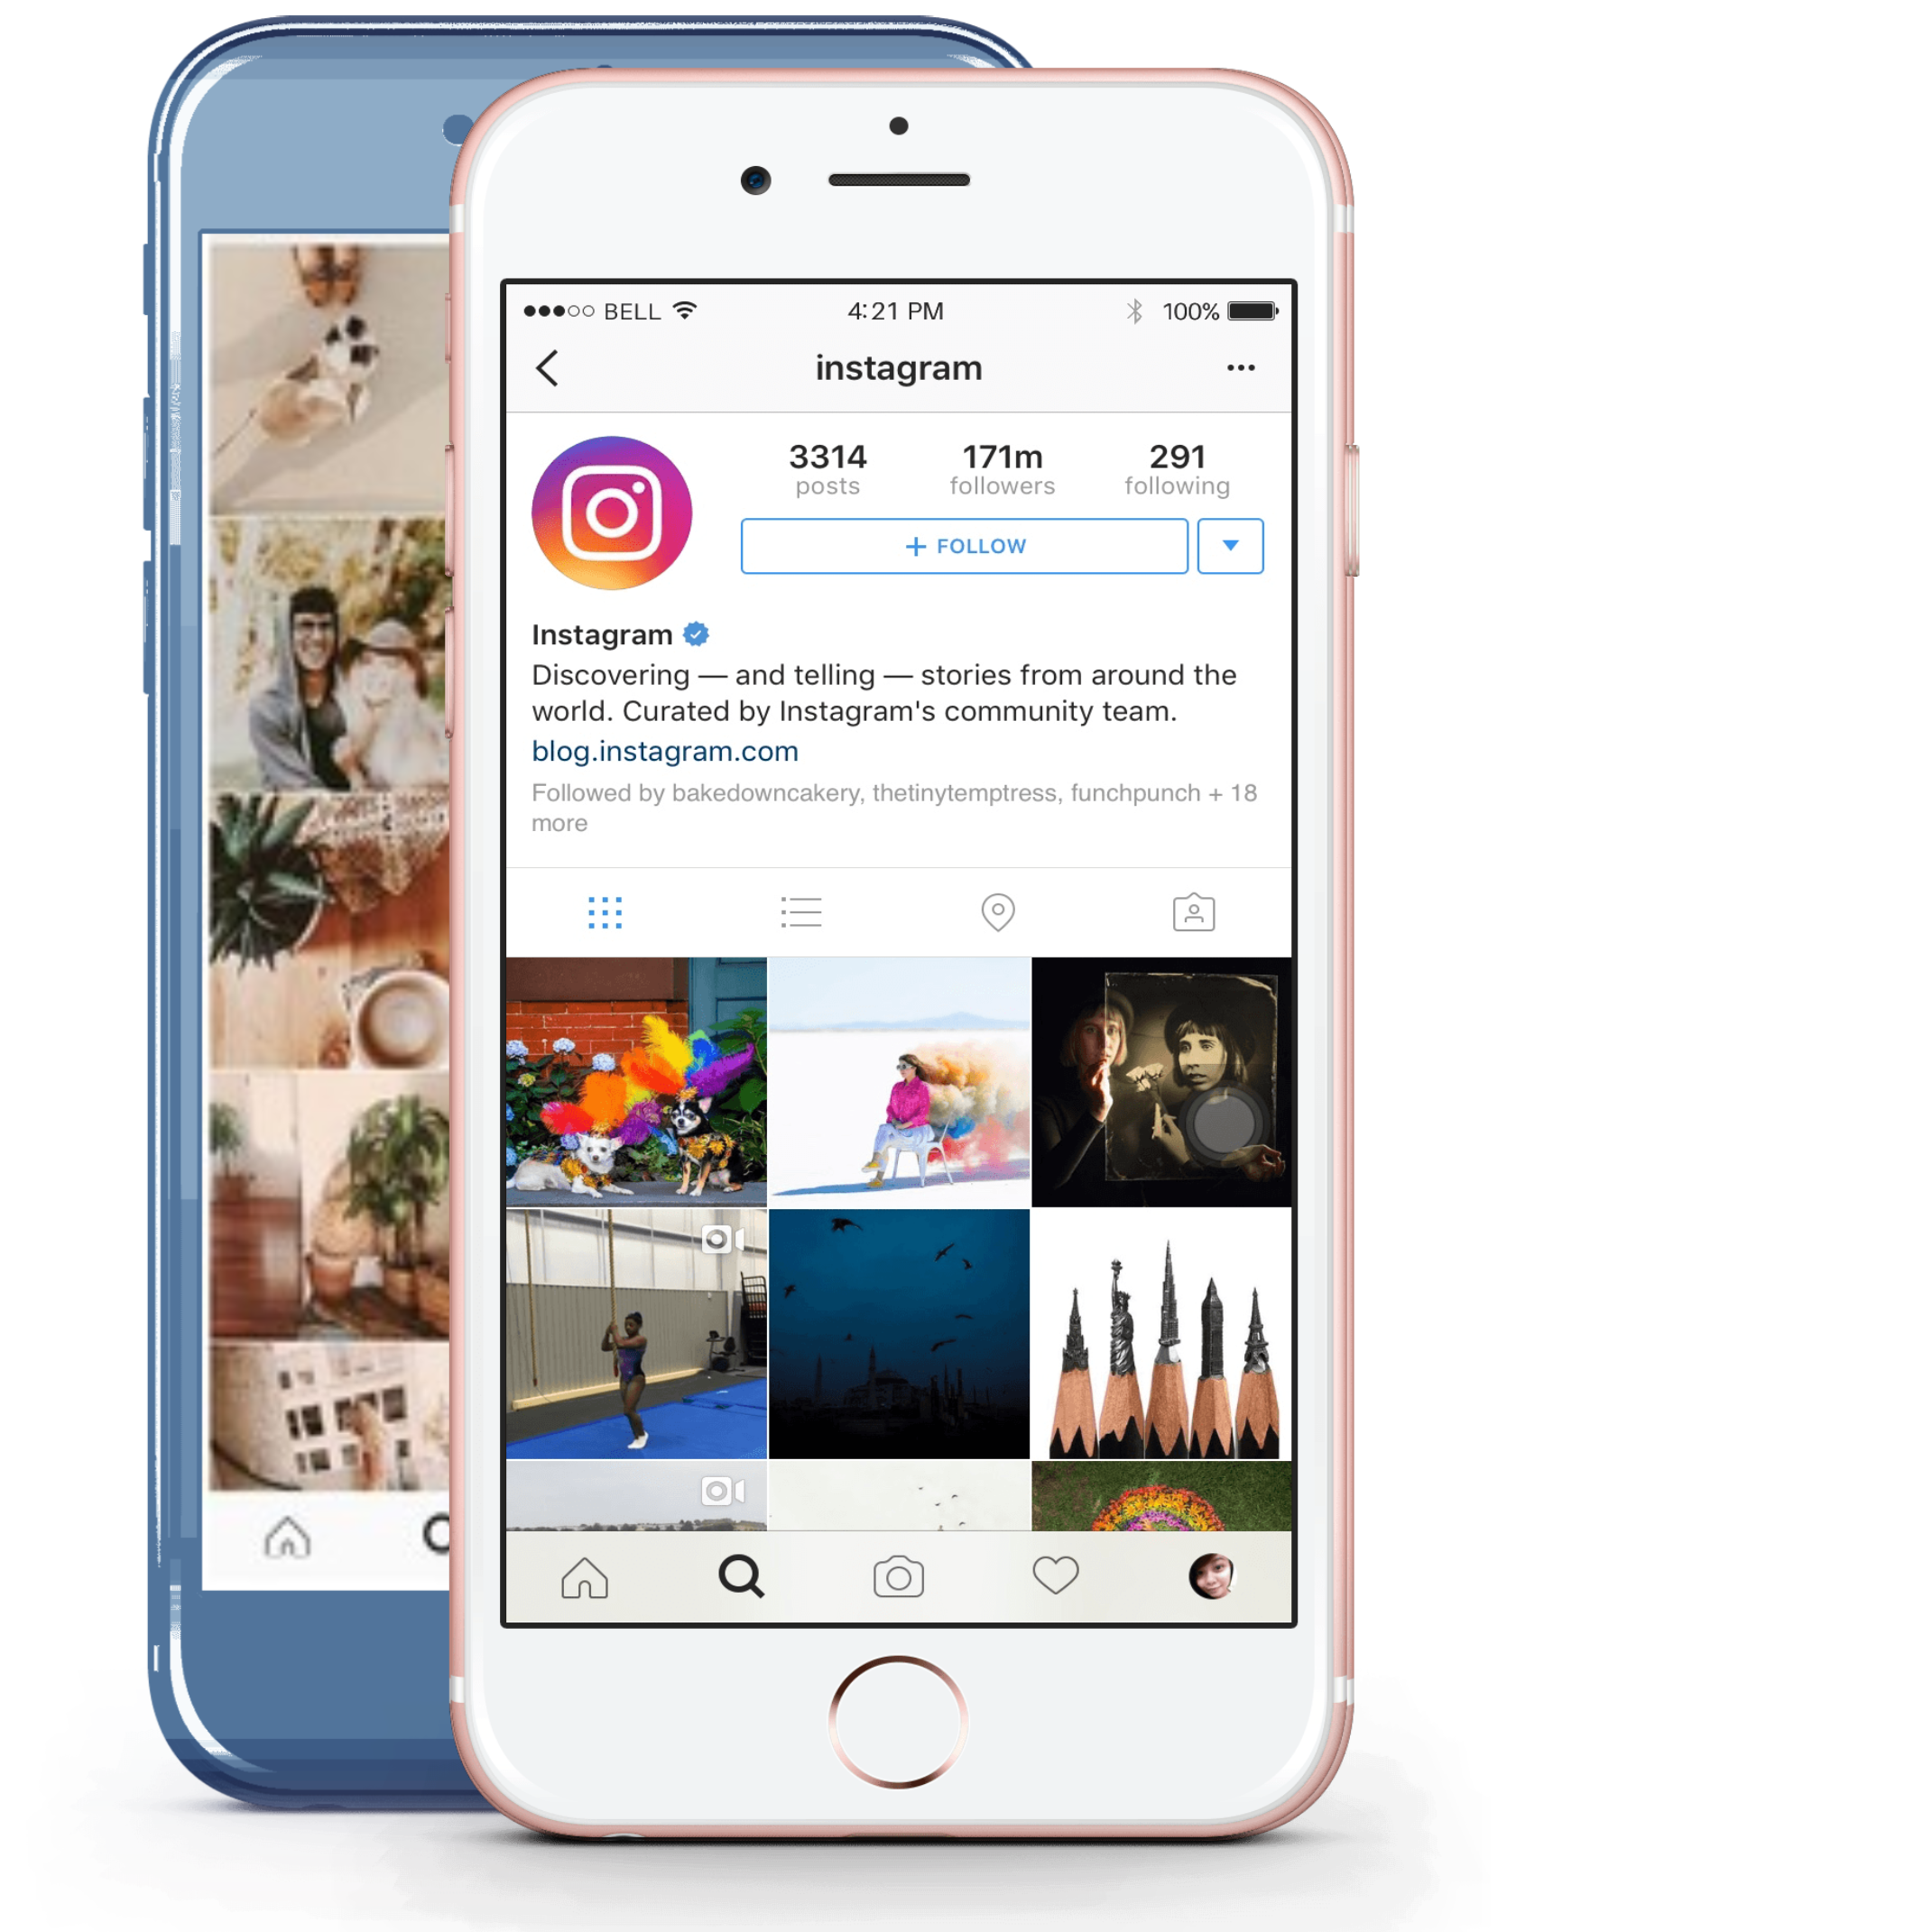 BELL 4:21 PM 100%
instagram
3314 171m 291
posts followers following
+ FOLLOW
Instagram
Discovering — and telling — stories from around the
world. Curated by Instagram's community team.
blog.instagram.com
Followed by bakedowncakery, thetinytemptress, funchpunch + 18
more